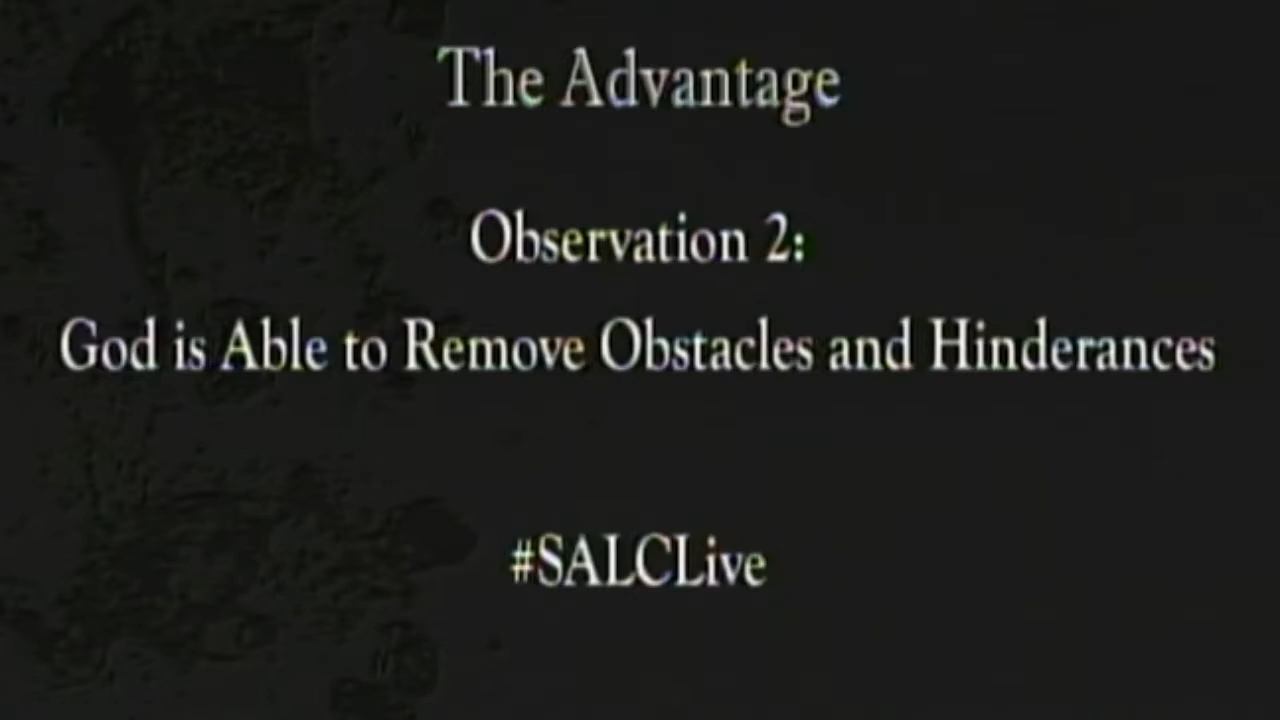 The Advantage
Observation 2:
God is Able to Remove Obstacles and Hinderances
#SALCLive